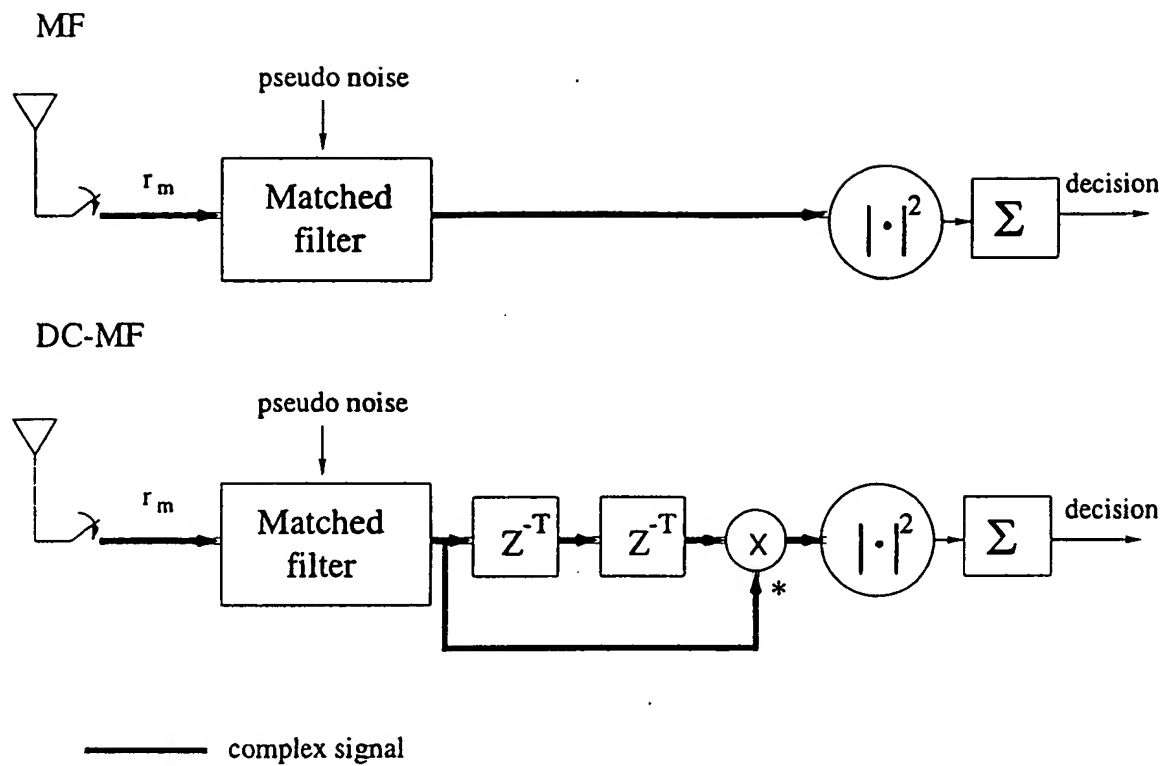 MF
pseudo noise
r m
Matched
filter
|·|²
Σ
decision
DC-MF
pseudo noise
r m
Matched
filter
Z⁻ᵀ
Z⁻ᵀ
X
*
|·|²
Σ
decision
complex signal